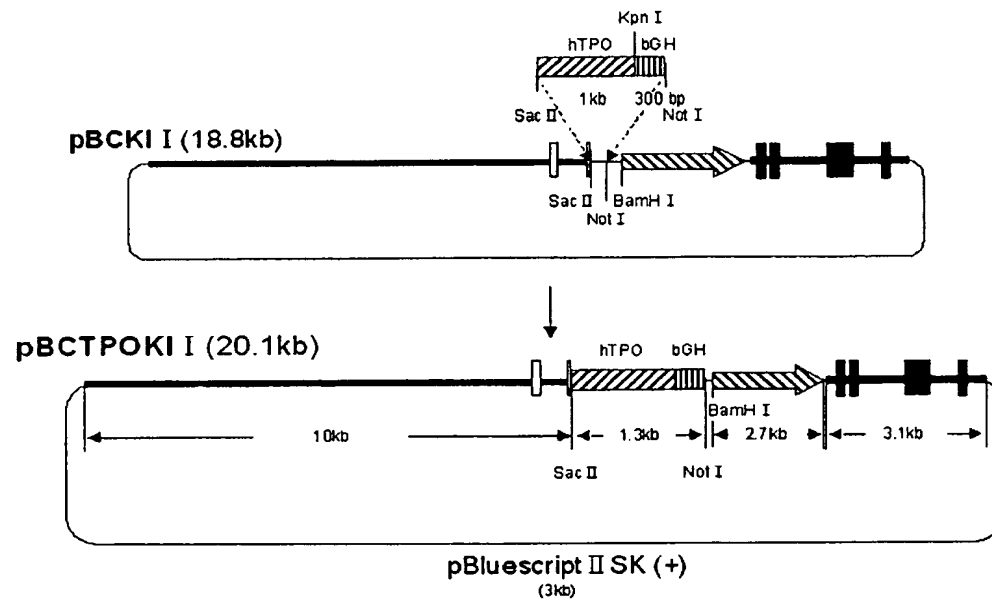 Kpn I
hTPO bGH
1kb 300 bp
Sac II Not I
pBCKI I (18.8kb)
Sac II BamH I
Not I
pBCTPOKI I (20.1kb)
hTPO bGH
BamH I
10kb 1.3kb 2.7kb 3.1kb
Sac II Not I
pBluescript II SK (+)
(3kb)